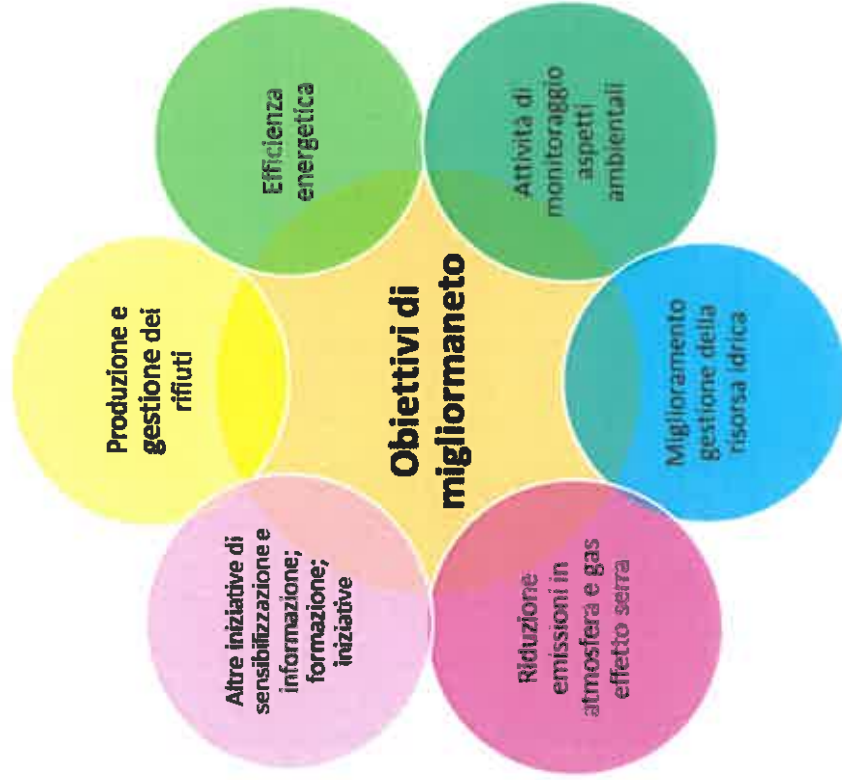 Riduzione
emissioni in
atmosfera e gas
effetto serra
Altre iniziative di
sensibilizzazione e
informazione;
formazione;
iniziative
Miglioramento
gestione della
risorsa idrica
Obiettivi di
migliormaneto
Produzione e
gestione dei
rifiuti
Attività di
monitoraggio
aspetti
ambientali
Efficienza
energetica